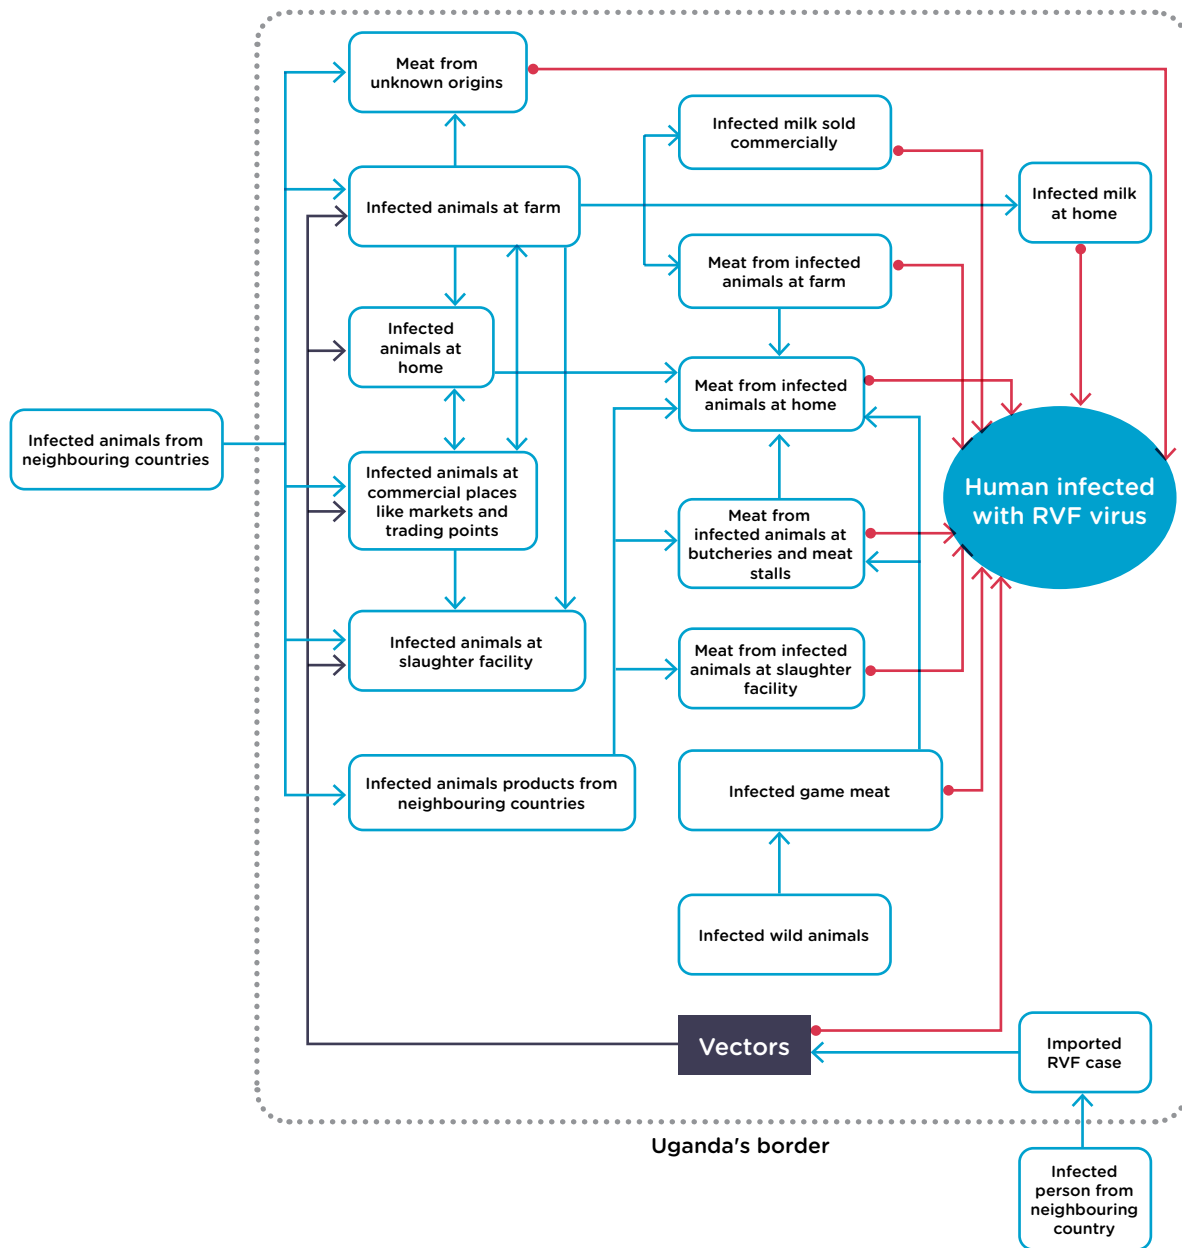 Meat from
unknown origins
Infected milk sold
commercially
Infected animals at farm
Infected milk
at home
Meat from infected
animals at farm
Infected
animals at
home
Meat from infected
animals at home
Infected animals from
neighbouring countries
Infected animals at
commercial places
like markets and
trading points
Human infected
with RVF virus
Meat from
infected animals at
butcheries and meat
stalls
Infected animals at
slaughter facility
Meat from infected
animals at slaughter
facility
Infected animals products from
neighbouring countries
Infected game meat
Infected wild animals
Vectors
Imported
RVF case
Uganda's border
Infected
person from
neighbouring
country